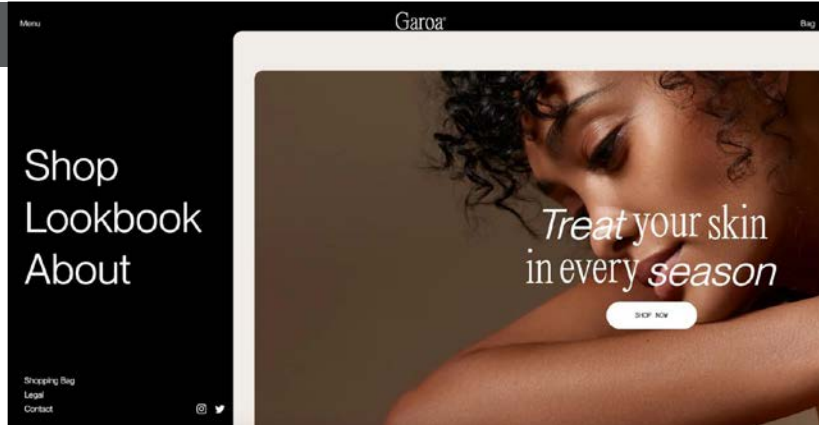 Menu
Garoa®
Bag
Shop
Lookbook
About
Treat your skin
in every season
SHOP NOW
Shopping Bag
Legal
Contact